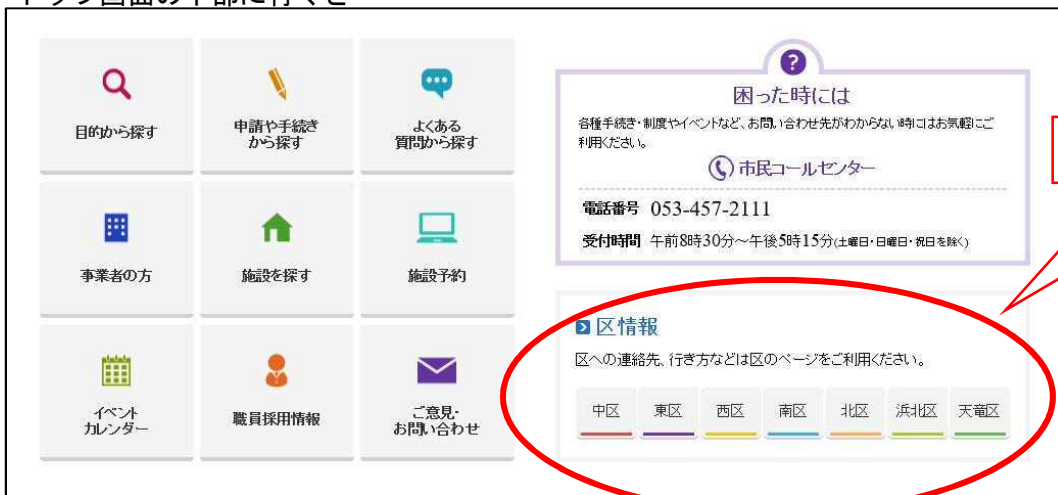 トップ画面の下部に行くと
目的から探す
申請や手続き
から探す
よくある
質問から探す
事業者の方
施設を探す
施設予約
イベント
カレンダー
職員採用情報
ご意見・
お問い合わせ
?
困った時には
各種手続き・制度やイベントなど、お問い合わせ先がわからない時にはお気軽にご
利用ください。
市民コールセンター
電話番号 053-457-2111
受付時間 午前8時30分～午後5時15分(土曜日・日曜日・祝日を除く)
区情報
区への連絡先、行き方などは区のページをご利用ください。
中区 東区 西区 南区 北区 浜北区 天竜区